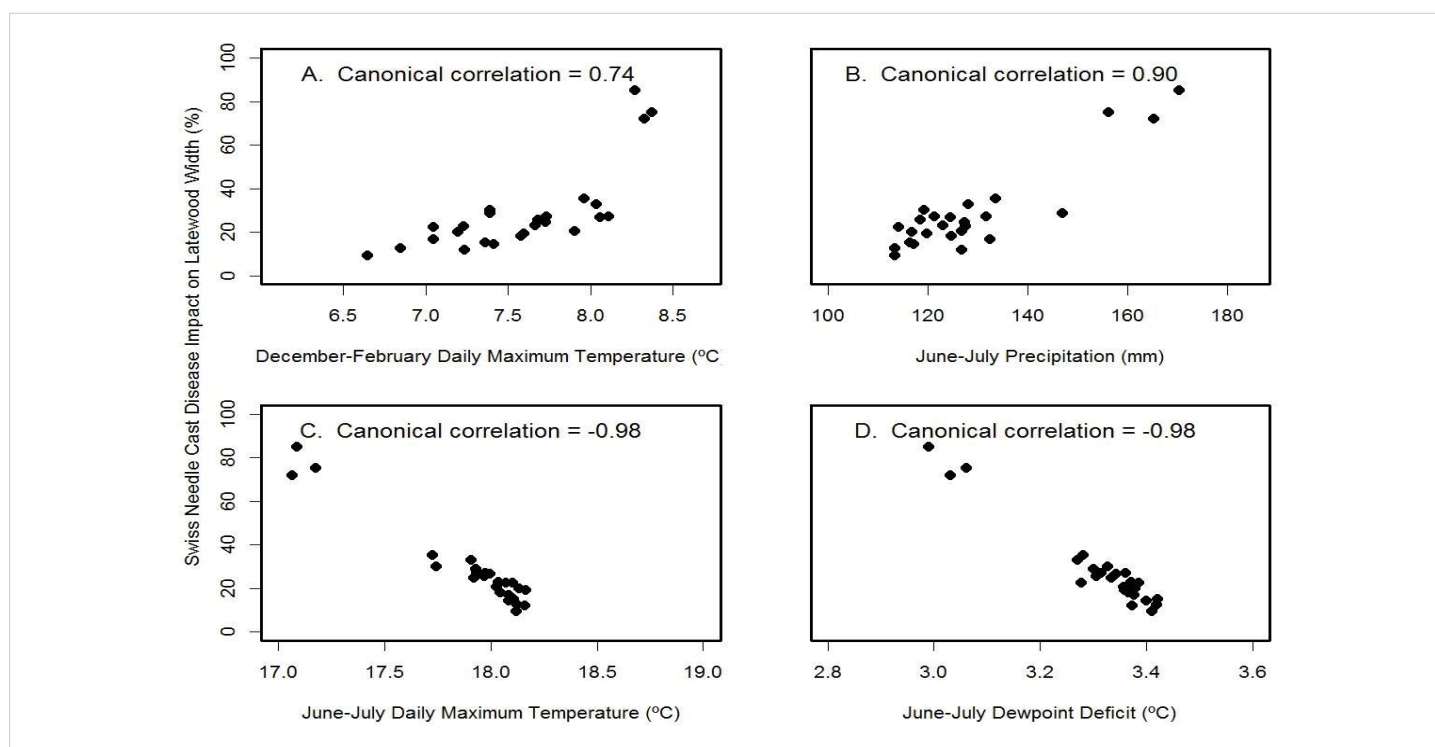 Swiss Needle Cast Disease Impact on Latewood Width (%)
A. Canonical correlation = 0.74
100
80
60
40
20
0
6.5 7.0 7.5 8.0 8.5
December-February Daily Maximum Temperature (ºC
B. Canonical correlation = 0.90
100 120 140 160 180
June-July Precipitation (mm)
C. Canonical correlation = -0.98
100
80
60
40
20
0
17.0 17.5 18.0 18.5 19.0
June-July Daily Maximum Temperature (ºC)
D. Canonical correlation = -0.98
2.8 3.0 3.2 3.4 3.6
June-July Dewpoint Deficit (ºC)